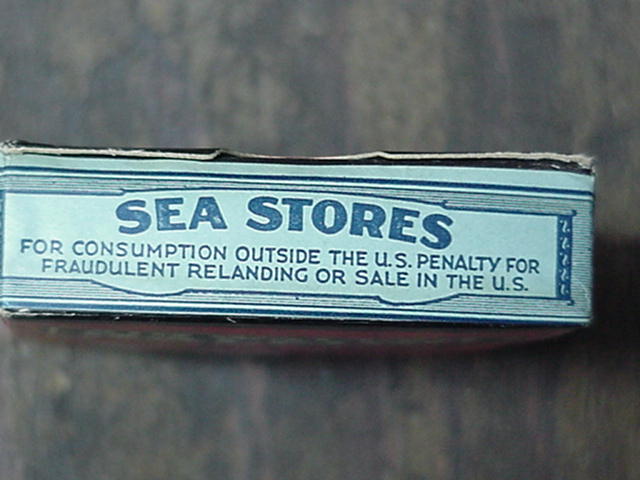 SEA STORES
FOR CONSUMPTION OUTSIDE THE U.S. PENALTY FOR
FRAUDULENT RELANDING OR SALE IN THE U.S.